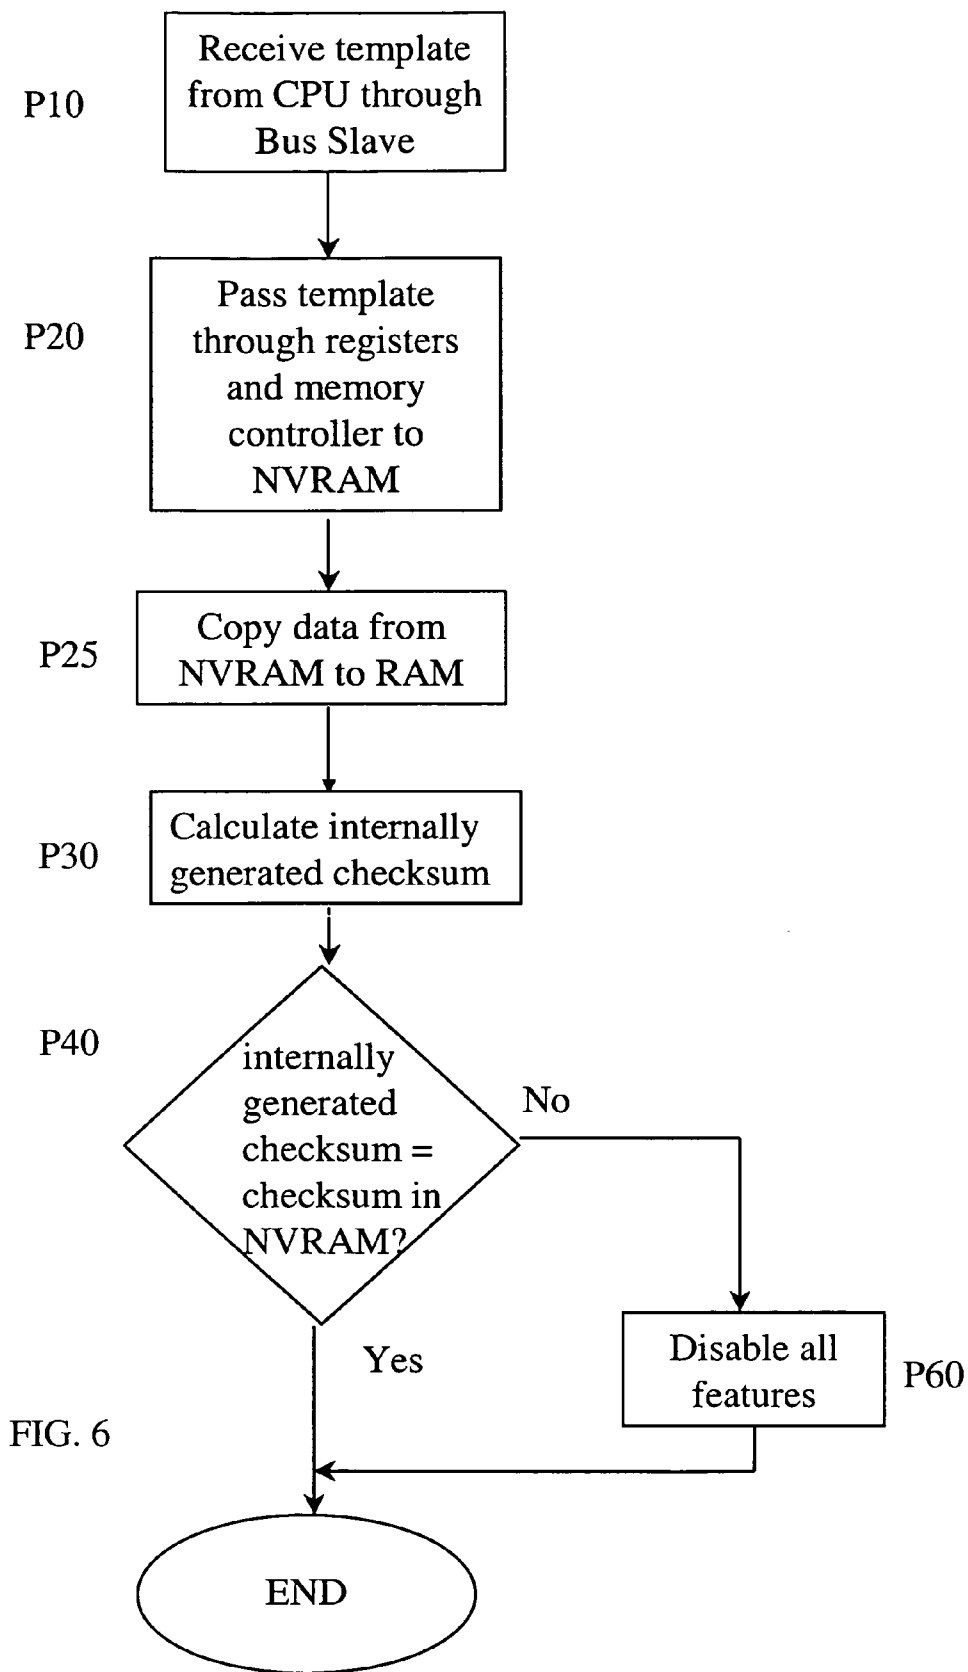 P10
Receive template
from CPU through
Bus Slave
P20
Pass template
through registers
and memory
controller to
NVRAM
P25
Copy data from
NVRAM to RAM
P30
Calculate internally
generated checksum
P40
internally
generated
checksum =
checksum in
NVRAM?
No
Yes
Disable all
features
P60
FIG. 6
END